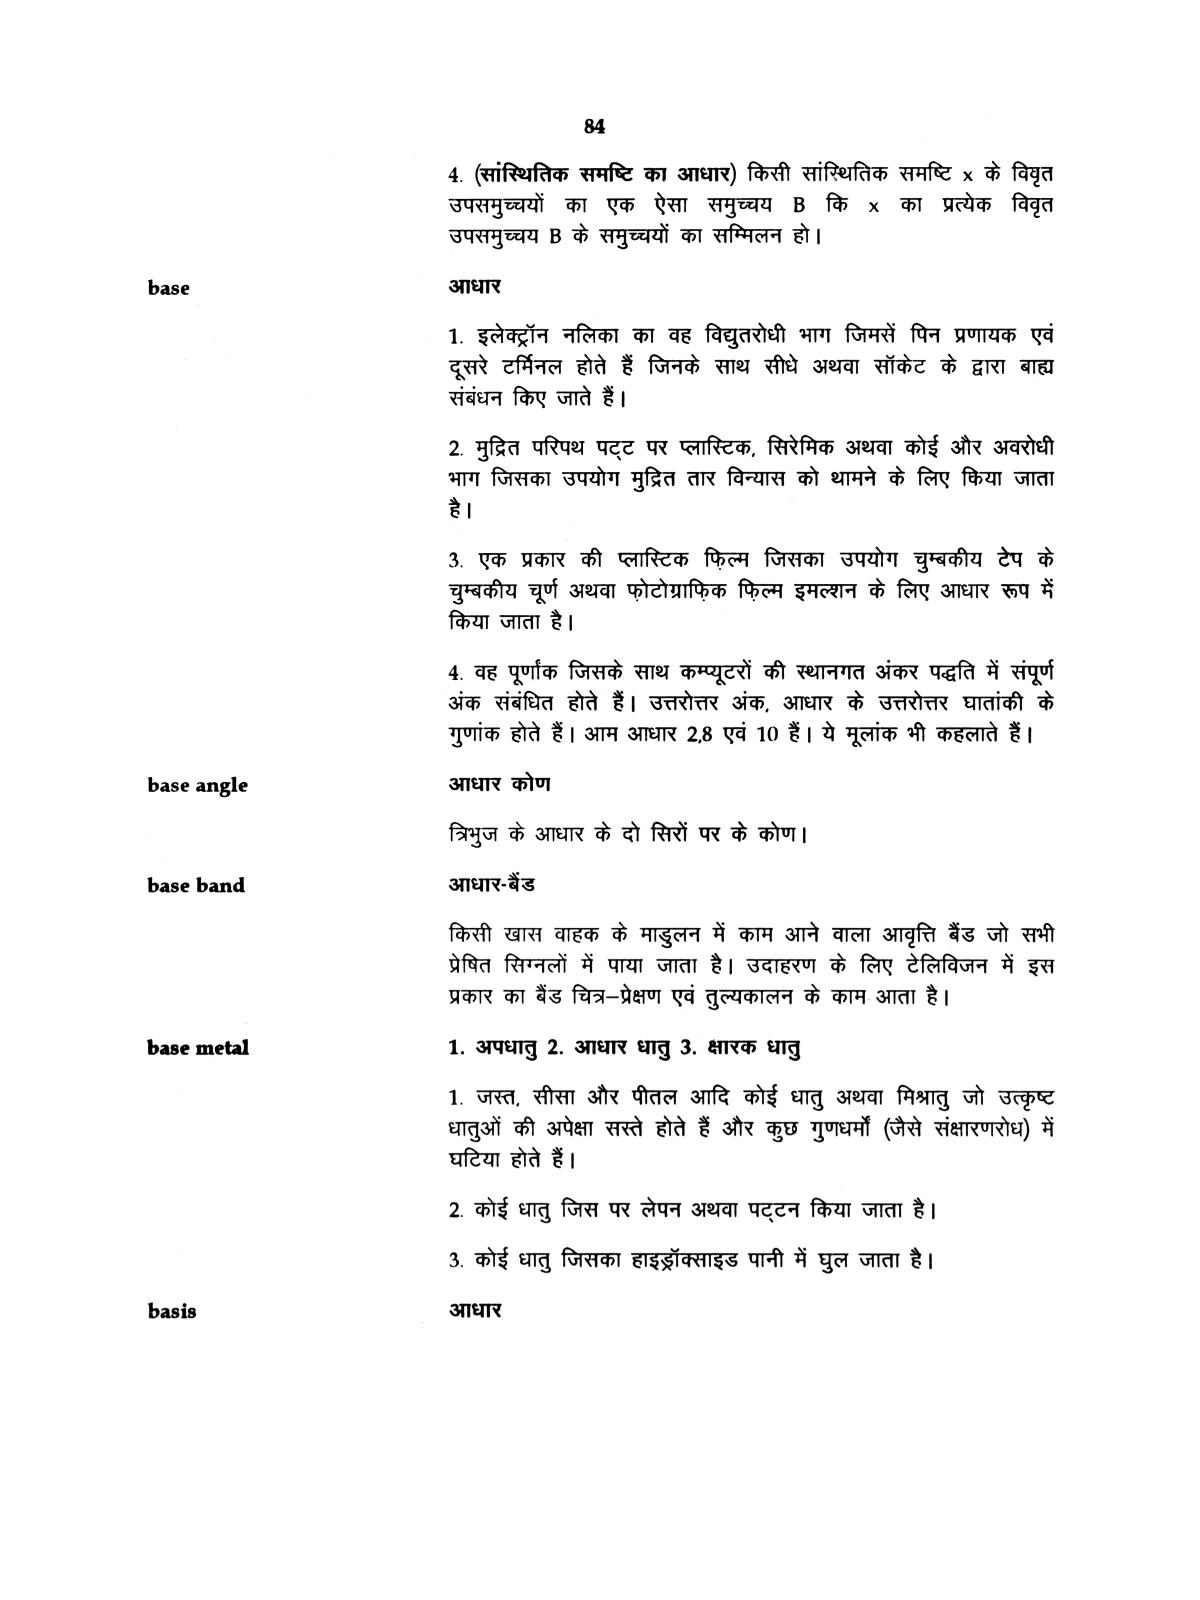 84
4. (सांस्थितिक समष्टि का आधार) किसी सांस्थितिक समष्टि x के विवृत
उपसमुच्चयों का एक ऐसा समुच्चय B कि x का प्रत्येक विवृत
उपसमुच्चय B के समुच्चयों का सम्मिलन हो।
base आधार
1. इलेक्ट्रॉन नलिका का वह विद्युतरोधी भाग जिमसें पिन प्रणायक एवं
दूसरे टर्मिनल होते हैं जिनके साथ सीधे अथवा सॉकेट के द्वारा बाह्य
संबंधन किए जाते हैं।
2. मुद्रित परिपथ पट्ट पर प्लास्टिक, सिरेमिक अथवा कोई और अवरोधी
भाग जिसका उपयोग मुद्रित तार विन्यास को थामने के लिए किया जाता
है।
3. एक प्रकार की प्लास्टिक फ़िल्म जिसका उपयोग चुम्बकीय टेप के
चुम्बकीय चूर्ण अथवा फ़ोटोग्राफ़िक फ़िल्म इमल्शन के लिए आधार रूप में
किया जाता है।
4. वह पूर्णांक जिसके साथ कम्प्यूटरों की स्थानगत अंकर पद्धति में संपूर्ण
अंक संबंधित होते हैं। उत्तरोत्तर अंक, आधार के उत्तरोत्तर घातांकी के
गुणांक होते हैं। आम आधार 2,8 एवं 10 हैं। ये मूलांक भी कहलाते हैं।
base angle आधार कोण
त्रिभुज के आधार के दो सिरों पर के कोण।
base band आधार-बैंड
किसी खास वाहक के माडुलन में काम आने वाला आवृत्ति बैंड जो सभी
प्रेषित सिग्नलों में पाया जाता है। उदाहरण के लिए टेलिविजन में इस
प्रकार का बैंड चित्र–प्रेक्षण एवं तुल्यकालन के काम आता है।
base metal 1. अपधातु 2. आधार धातु 3. क्षारक धातु
1. जस्त, सीसा और पीतल आदि कोई धातु अथवा मिश्रातु जो उत्कृष्ट
धातुओं की अपेक्षा सस्ते होते हैं और कुछ गुणधर्मों (जैसे संक्षारणरोध) में
घटिया होते हैं।
2. कोई धातु जिस पर लेपन अथवा पट्टन किया जाता है।
3. कोई धातु जिसका हाइड्रॉक्साइड पानी में घुल जाता है।
basis आधार